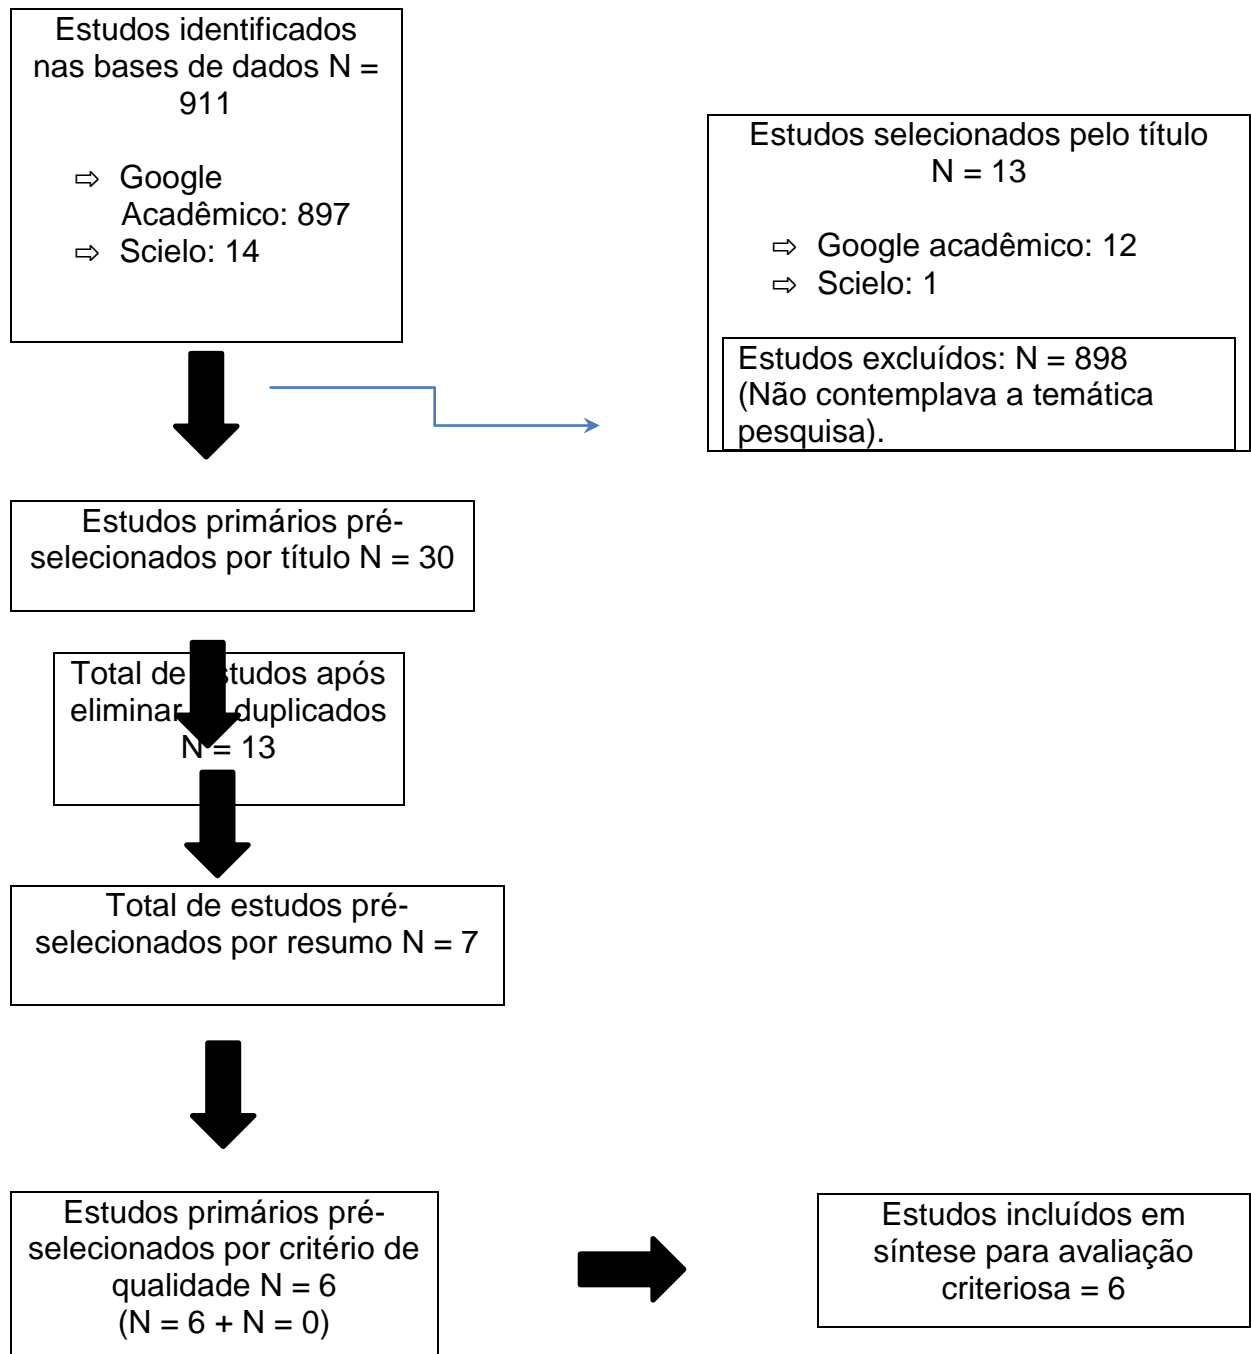 Estudos identificados
nas bases de dados N =
911
⇨ Google
Acadêmico: 897
⇨ Scielo: 14
Estudos selecionados pelo título
N = 13
⇨ Google acadêmico: 12
⇨ Scielo: 1
Estudos excluídos: N = 898
(Não contemplava a temática
pesquisa).
Estudos primários pré-
selecionados por título N = 30
Total de studos após
eliminar duplicados
N = 13
Total de estudos pré-
selecionados por resumo N = 7
Estudos primários pré-
selecionados por critério de
qualidade N = 6
(N = 6 + N = 0)
Estudos incluídos em
síntese para avaliação
criteriosa = 6